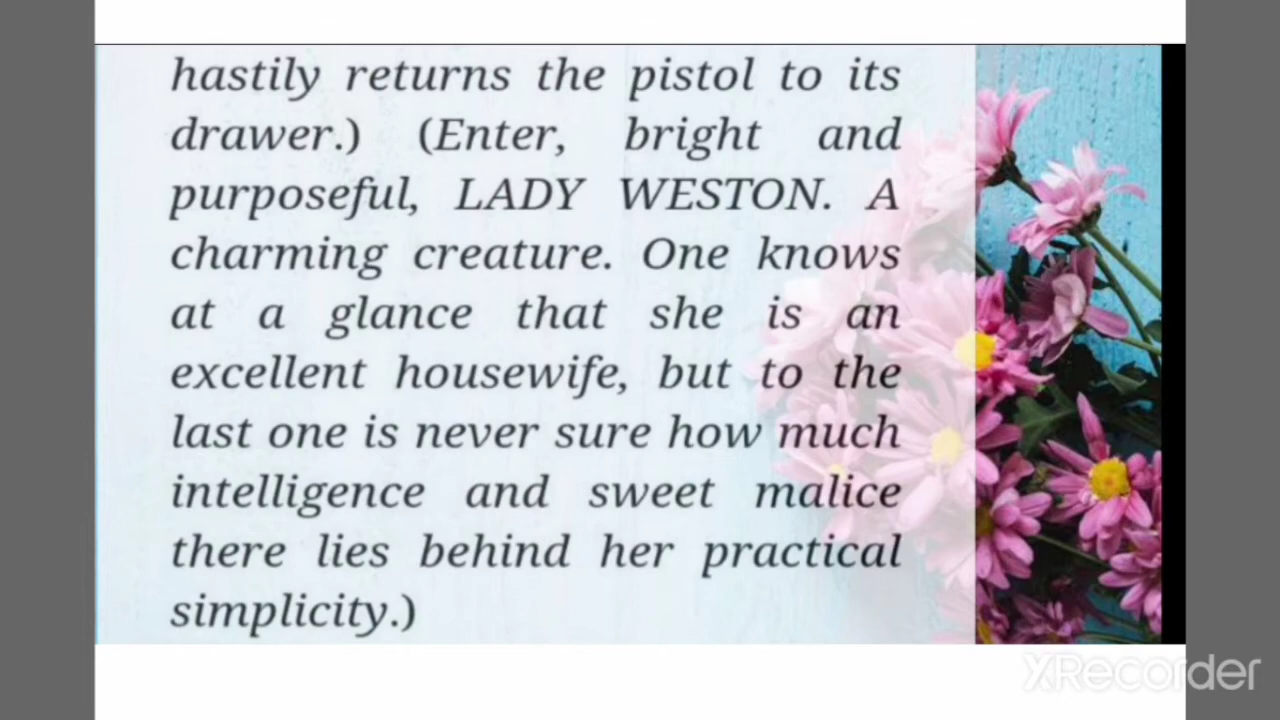 hastily returns the pistol to its
drawer.) (Enter, bright and
purposeful, LADY WESTON. A
charming creature. One knows
at a glance that she is an
excellent housewife, but to the
last one is never sure how much
intelligence and sweet malice
there lies behind her practical
simplicity.)
XRecorder